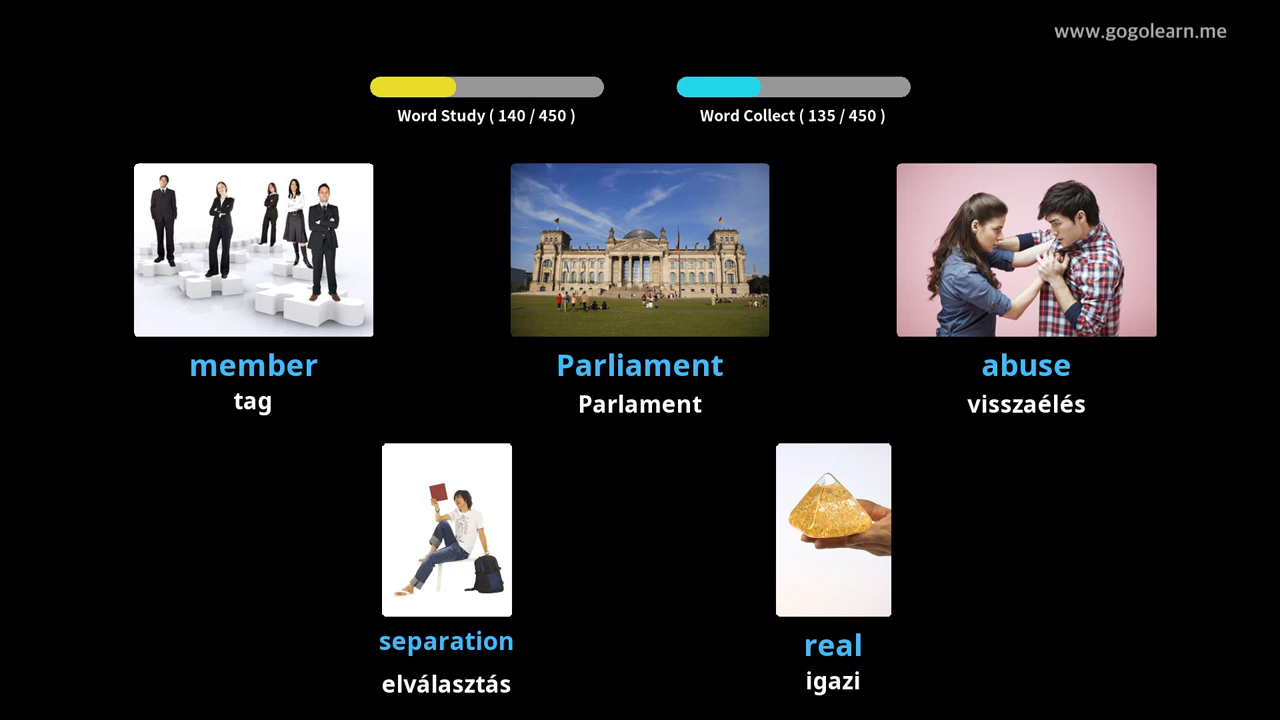 www.gogolearn.me
Word Study ( 140 / 450 )
Word Collect ( 135 / 450 )
member
tag
Parliament
Parlament
abuse
visszaélés
separation
elválasztás
real
igazi